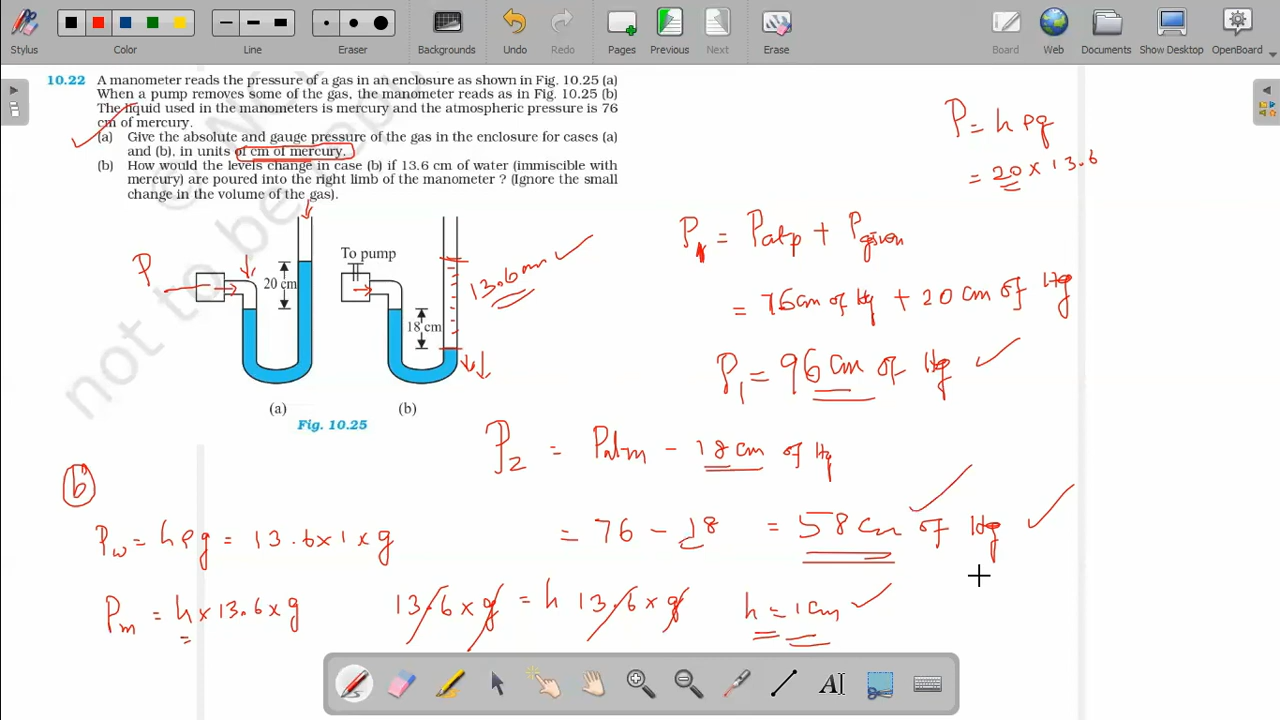 Stylus
Color
Line
Eraser
Backgrounds
Undo
Redo
Pages
Previous
Next
Erase
Board
Web
Documents
Show Desktop
OpenBoard
10.22 A manometer reads the pressure of a gas in an enclosure as shown in Fig. 10.25 (a)
When a pump removes some of the gas, the manometer reads as in Fig. 10.25 (b)
The liquid used in the manometers is mercury and the atmospheric pressure is 76
cm of mercury.
(a) Give the absolute and gauge pressure of the gas in the enclosure for cases (a)
and (b), in units of cm of mercury.
(b) How would the levels change in case (b) if 13.6 cm of water (immiscible with
mercury) are poured into the right limb of the manometer ? (Ignore the small
change in the volume of the gas).
not to be
P = hρg
= 20 × 13.6
P
20 cm
To pump
18 cm
13.6mm
(a)
(b)
Fig. 10.25
P1 = Patp + Pgiven
= 76cm of Hg + 20 cm of Hg
P1 = 96 cm of Hg
P2 = Patm - 18 cm of Hg
= 76 - 18 = 58 cm of Hg
b
Pw = hρg = 13.6 × 1 × g
Pm = h × 13.6 × g
13.6 × g = h 13.6 × g
h = 1cm